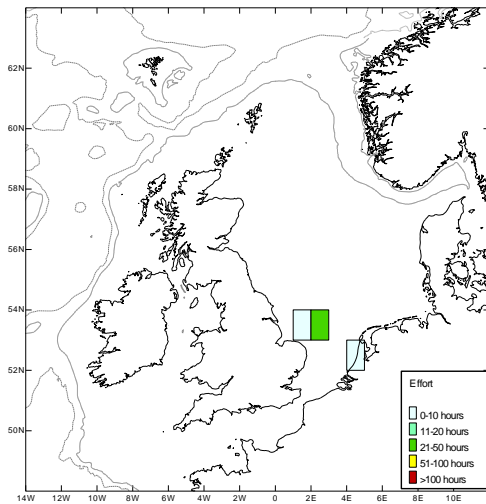 62N
60N
58N
56N
54N
52N
50N
Effort
0-10 hours
11-20 hours
21-50 hours
51-100 hours
>100 hours
14W 12W 10W 8W 6W 4W 2W 0 2E 4E 6E 8E 10E